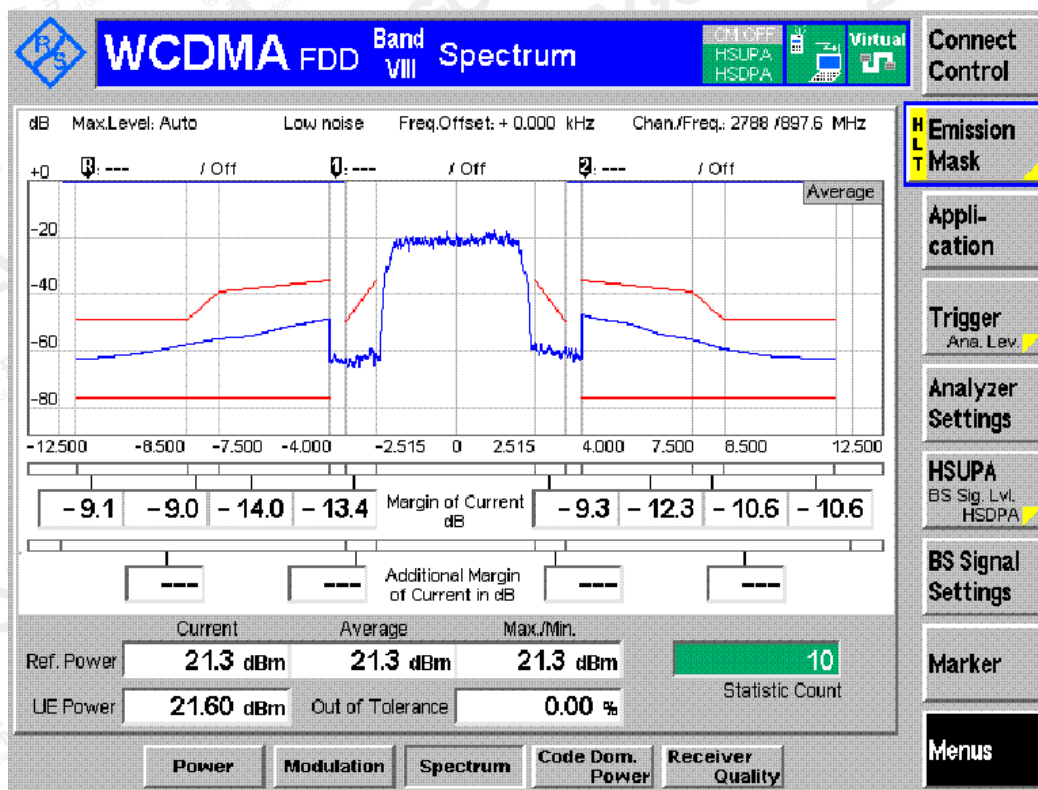 R&S
WCDMA FDD Band VIII Spectrum
HSUPA
HSDPA
Virtual
Connect Control
dB Max.Level: Auto Low noise Freq.Offset: + 0.000 kHz Chan./Freq.: 2788 /897.6 MHz
HLT
Emission Mask
R: --- / Off 1: --- / Off 2: --- / Off
+0
Average
Appli-
cation
-20
-40
Trigger
Ana. Lev.
-60
Analyzer Settings
-80
-12.500 -8.500 -7.500 -4.000 -2.515 0 2.515 4.000 7.500 8.500 12.500
HSUPA
BS Sig. Lvl.
HSDPA
-9.1 -9.0 -14.0 -13.4 Margin of Current dB -9.3 -12.3 -10.6 -10.6
BS Signal Settings
--- --- Additional Margin of Current in dB --- ---
Current Average Max./Min.
Ref. Power 21.3 dBm 21.3 dBm 21.3 dBm 10
Statistic Count
Marker
UE Power 21.60 dBm Out of Tolerance 0.00 %
Menus
Power Modulation Spectrum Code Dom. Power Receiver Quality